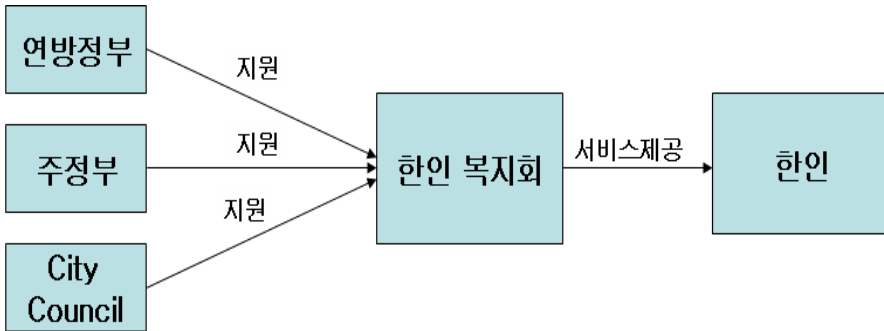 연방정부
지원
주정부
지원
한인 복지회
서비스제공
한인
지원
City
Council